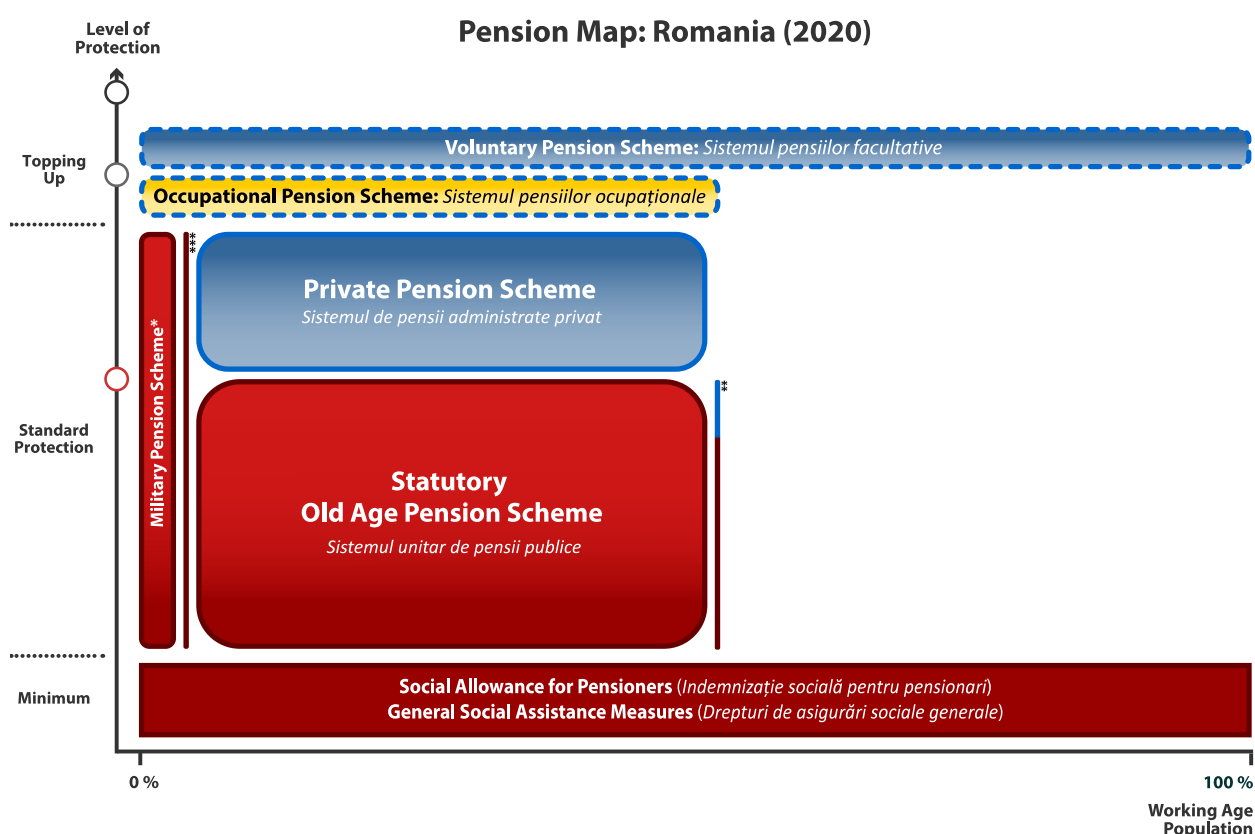 Pension Map: Romania (2020)
Level of
Protection
Topping
Up
Voluntary Pension Scheme: Sistemul pensiilor facultative
Occupational Pension Scheme: Sistemul pensiilor ocupaționale
***
Private Pension Scheme
Sistemul de pensii administrate privat
Military Pension Scheme*
**
Standard
Protection
Statutory
Old Age Pension Scheme
Sistemul unitar de pensii publice
Minimum
Social Allowance for Pensioners (Indemnizație socială pentru pensionari)
General Social Assistance Measures (Drepturi de asigurări sociale generale)
0 %
100 %
Working Age
Population